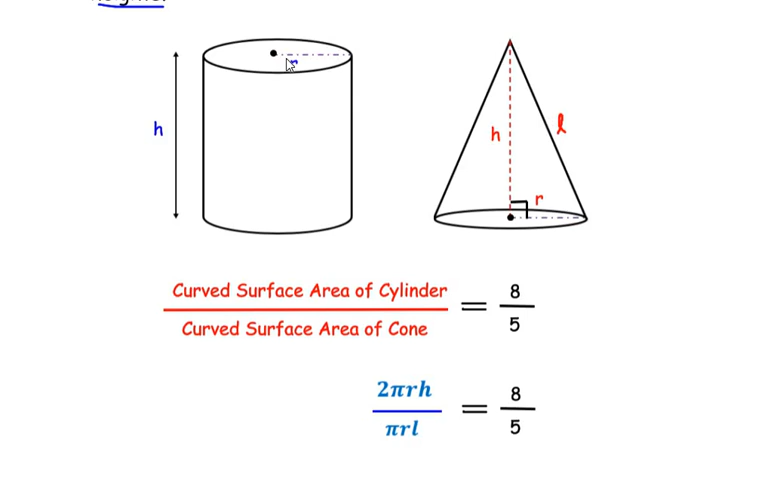 r
h
h
l
r
Curved Surface Area of Cylinder
Curved Surface Area of Cone
=
8
5
2πrh
πrl
=
8
5